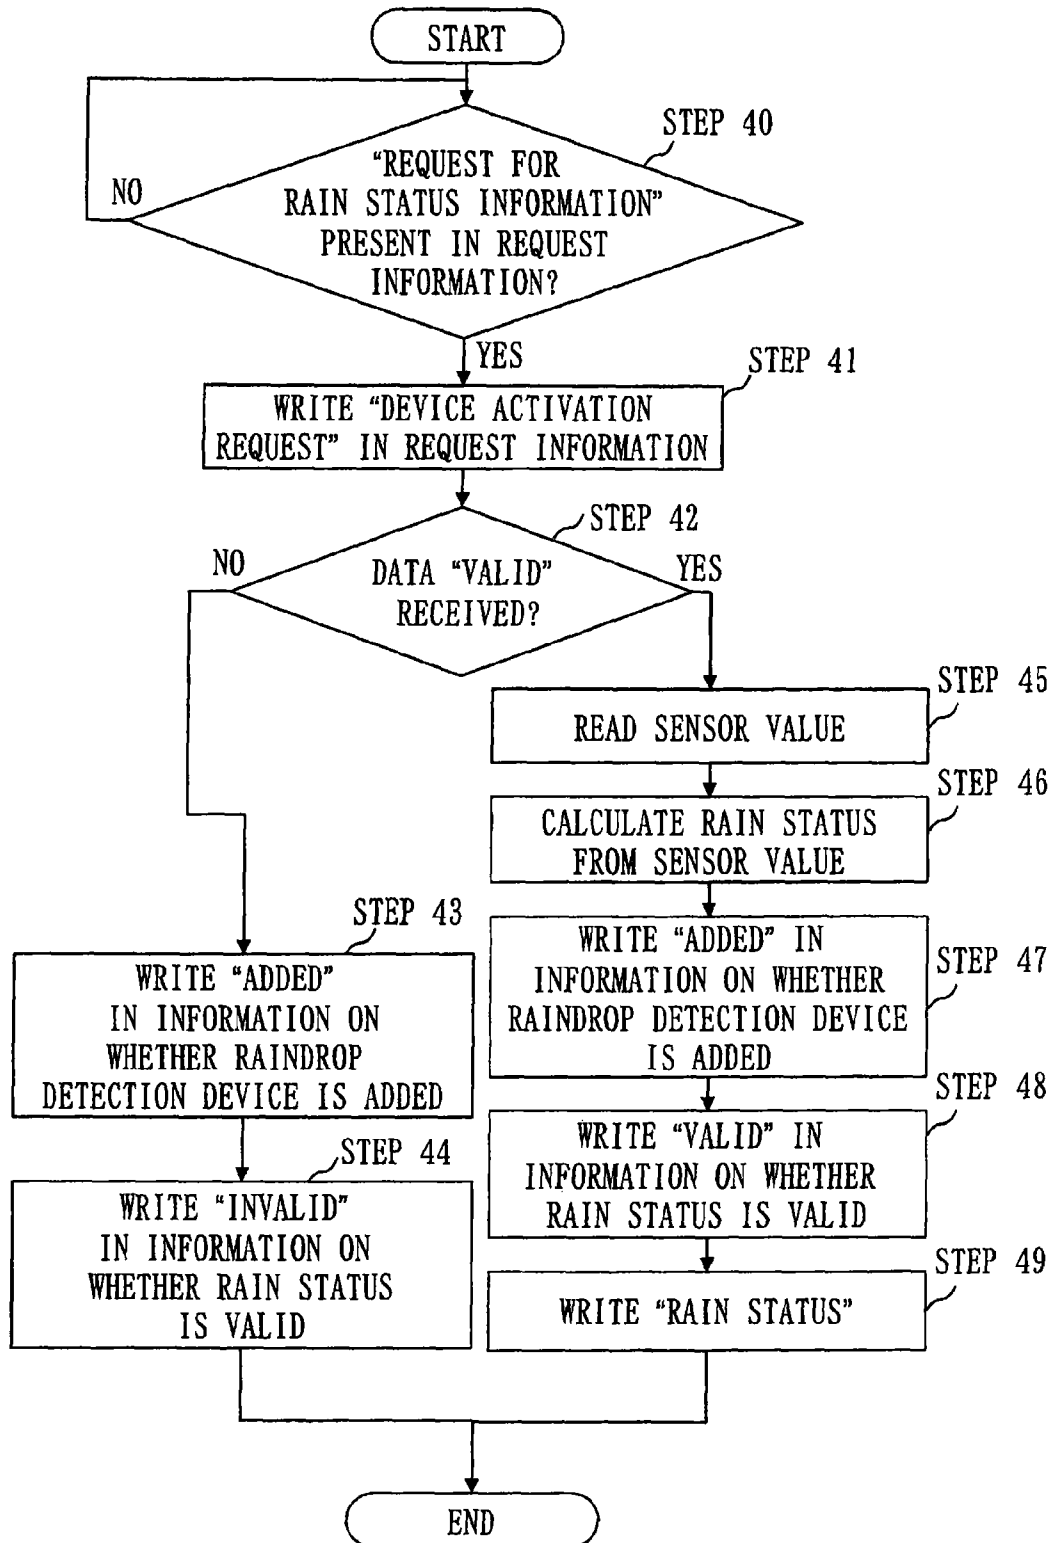 START
STEP 40
“REQUEST FOR
RAIN STATUS INFORMATION”
PRESENT IN REQUEST
INFORMATION?
NO
YES
STEP 41
WRITE “DEVICE ACTIVATION
REQUEST” IN REQUEST INFORMATION
STEP 42
DATA “VALID”
RECEIVED?
NO
YES
STEP 43
WRITE “ADDED”
IN INFORMATION ON
WHETHER RAINDROP
DETECTION DEVICE IS ADDED
STEP 44
WRITE “INVALID”
IN INFORMATION ON
WHETHER RAIN STATUS
IS VALID
STEP 45
READ SENSOR VALUE
STEP 46
CALCULATE RAIN STATUS
FROM SENSOR VALUE
STEP 47
WRITE “ADDED” IN
INFORMATION ON WHETHER
RAINDROP DETECTION DEVICE
IS ADDED
STEP 48
WRITE “VALID” IN
INFORMATION ON WHETHER
RAIN STATUS IS VALID
STEP 49
WRITE “RAIN STATUS”
END